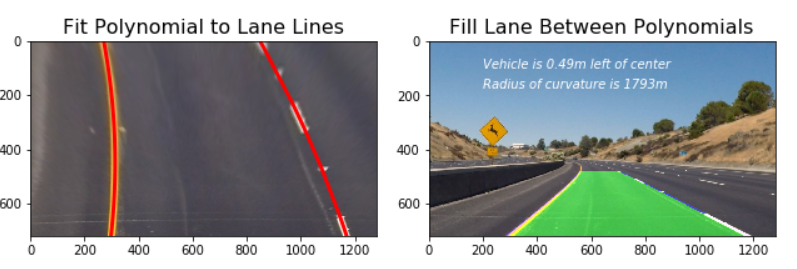 Fit Polynomial to Lane Lines
0
200
400
600
0 200 400 600 800 1000 1200
Fill Lane Between Polynomials
Vehicle is 0.49m left of center
Radius of curvature is 1793m
0
200
400
600
0 200 400 600 800 1000 1200